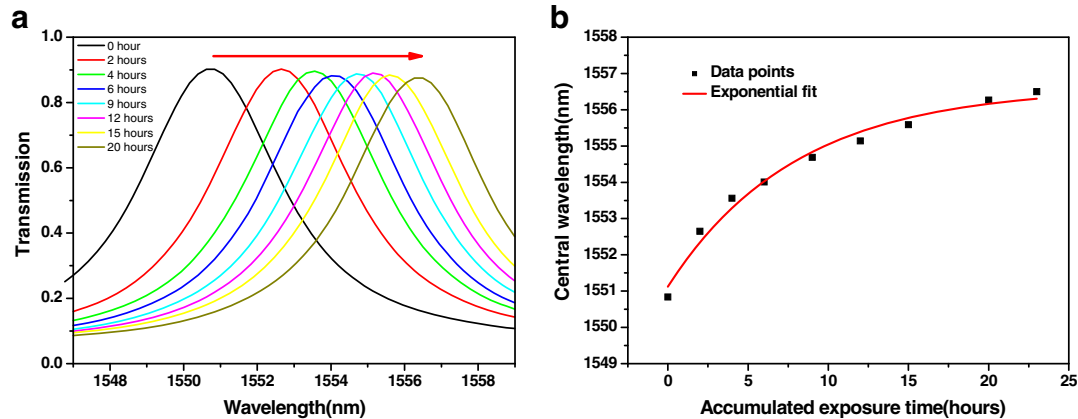 a
1.0
0.8
0.6
0.4
0.2
0.0
Transmission
0 hour
2 hours
4 hours
6 hours
9 hours
12 hours
15 hours
20 hours
1548
1550
1552
1554
1556
1558
Wavelength(nm)
b
1558
1557
1556
1555
1554
1553
1552
1551
1550
1549
Central wavelength(nm)
Data points
Exponential fit
0
5
10
15
20
25
Accumulated exposure time(hours)